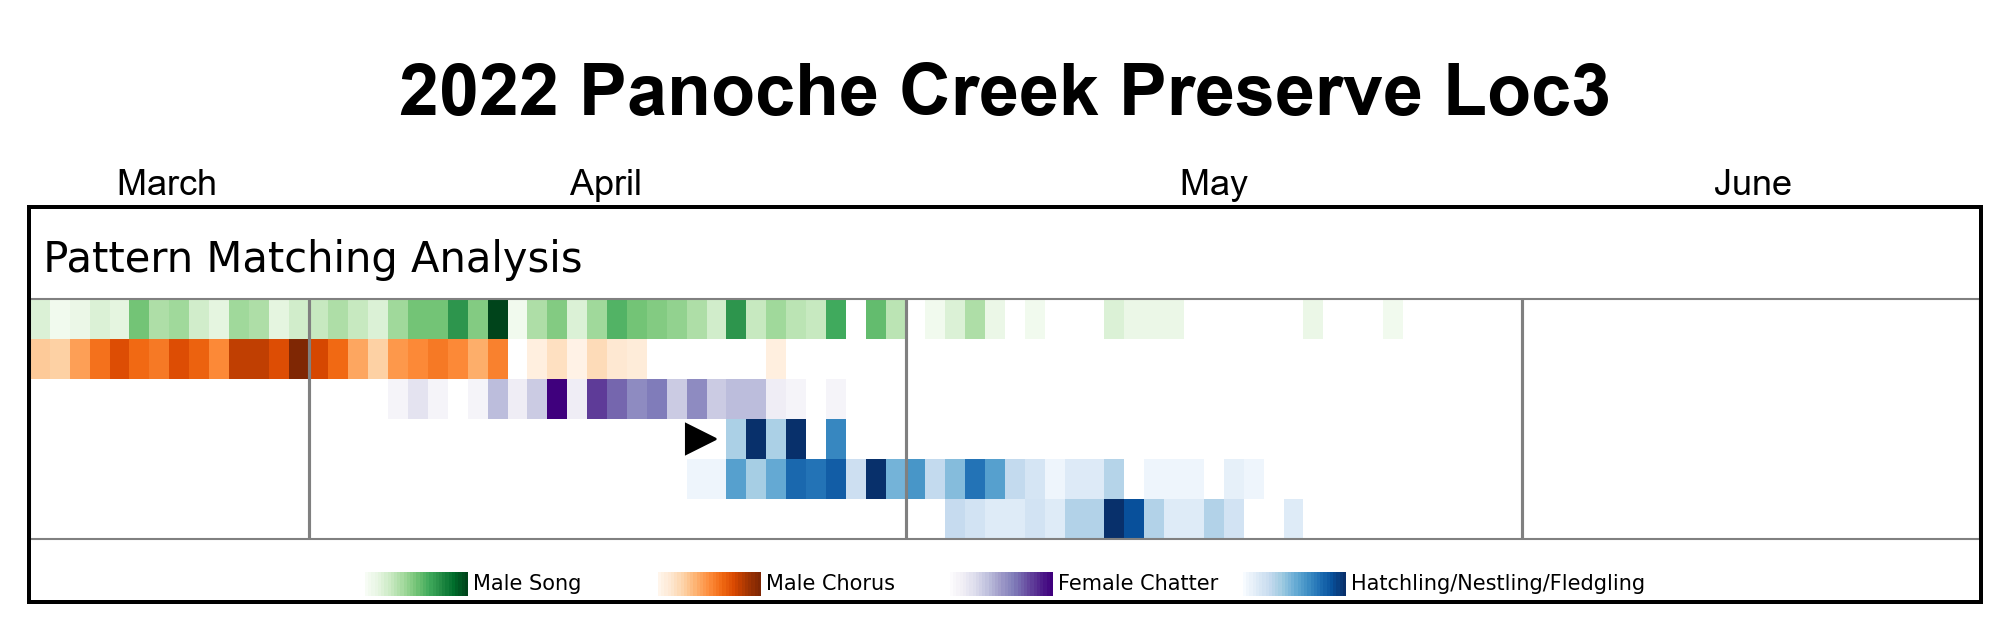 2022 Panoche Creek Preserve Loc3
March April May June
Pattern Matching Analysis
Male Song Male Chorus Female Chatter Hatchling/Nestling/Fledgling